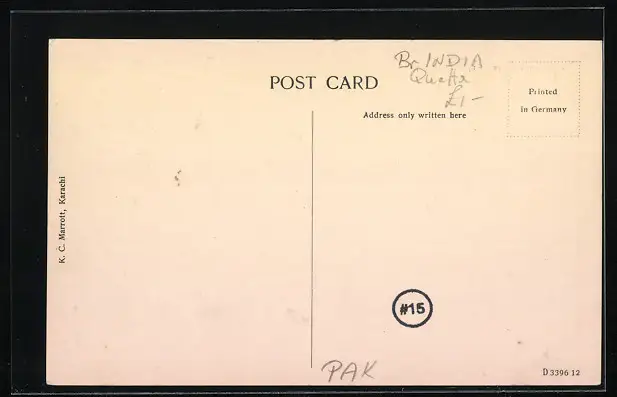 Br. INDIA
Quetta
£1-
POST CARD
Printed
in Germany
Address only written here
K. C. Marrott, Karachi
#15
PAK
D 3396 12